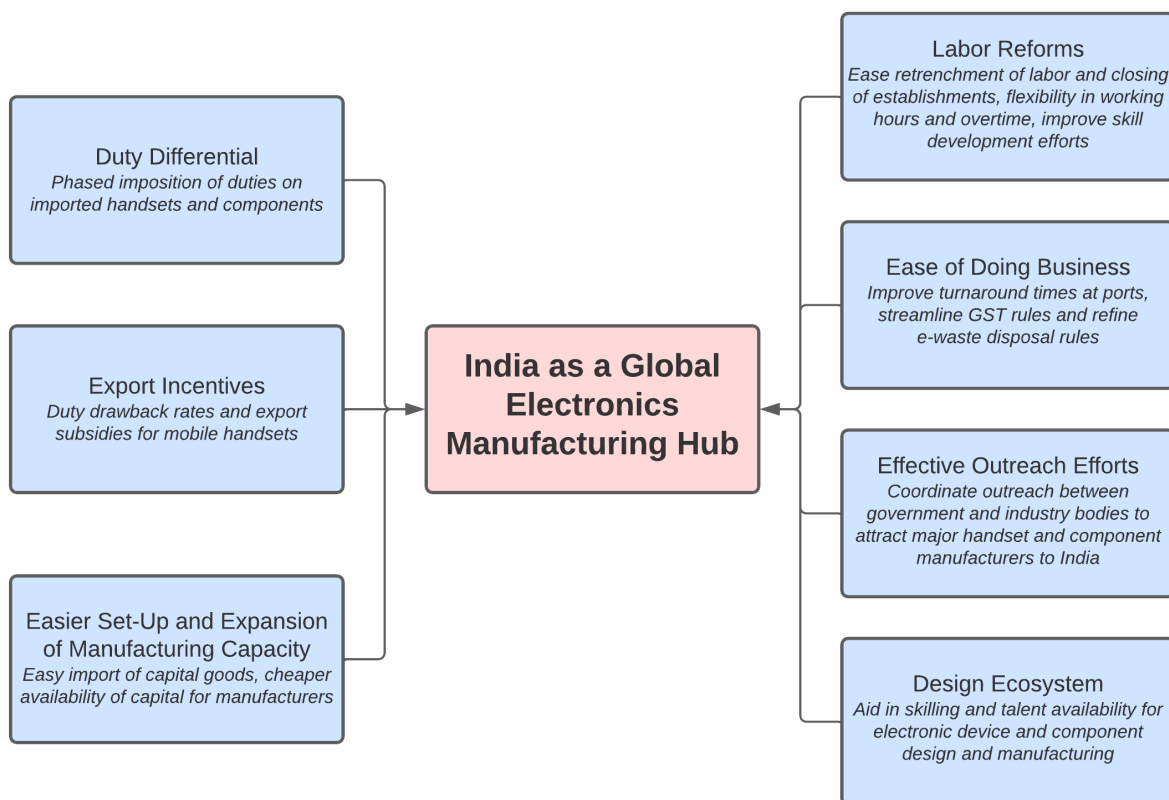 Duty Differential
Phased imposition of duties on
imported handsets and components
Export Incentives
Duty drawback rates and export
subsidies for mobile handsets
Easier Set-Up and Expansion
of Manufacturing Capacity
Easy import of capital goods, cheaper
availability of capital for manufacturers
India as a Global
Electronics
Manufacturing Hub
Labor Reforms
Ease retrenchment of labor and closing
of establishments, flexibility in working
hours and overtime, improve skill
development efforts
Ease of Doing Business
Improve turnaround times at ports,
streamline GST rules and refine
e-waste disposal rules
Effective Outreach Efforts
Coordinate outreach between
government and industry bodies to
attract major handset and component
manufacturers to India
Design Ecosystem
Aid in skilling and talent availability for
electronic device and component
design and manufacturing